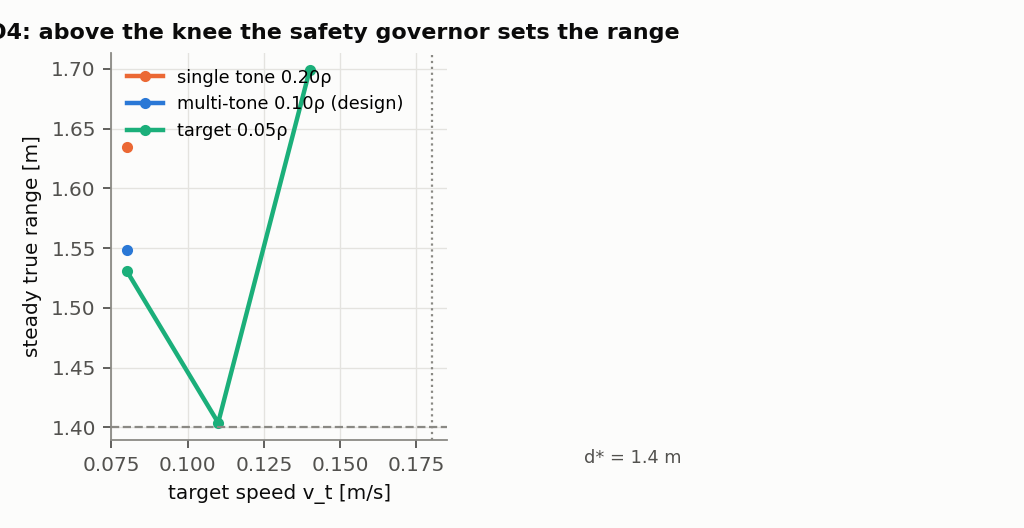 4: above the knee the safety governor sets the range
single tone 0.20ρ
multi-tone 0.10ρ (design)
target 0.05ρ
steady true range [m]
1.70
1.65
1.60
1.55
1.50
1.45
1.40
0.075 0.100 0.125 0.150 0.175
target speed v_t [m/s]
d* = 1.4 m